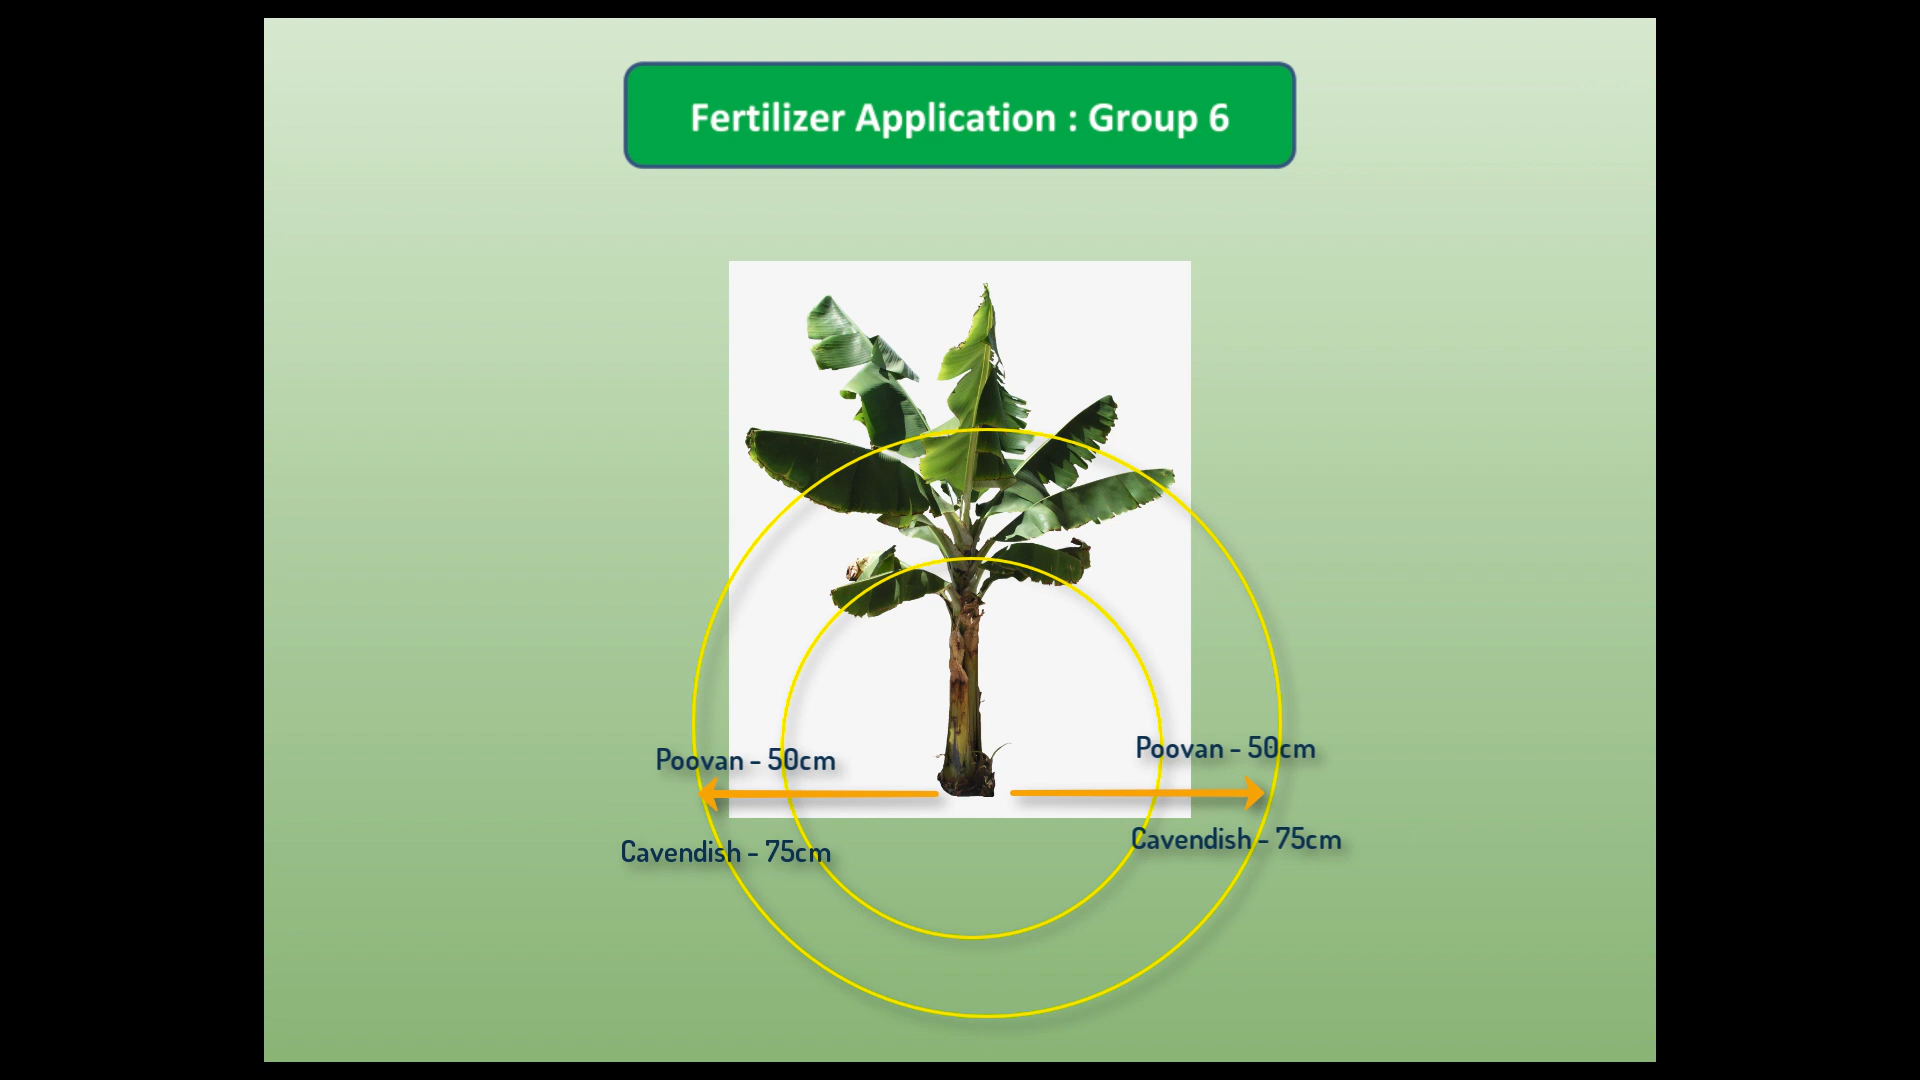 Fertilizer Application : Group 6
Poovan - 50cm
Poovan - 50cm
Cavendish - 75cm
Cavendish - 75cm